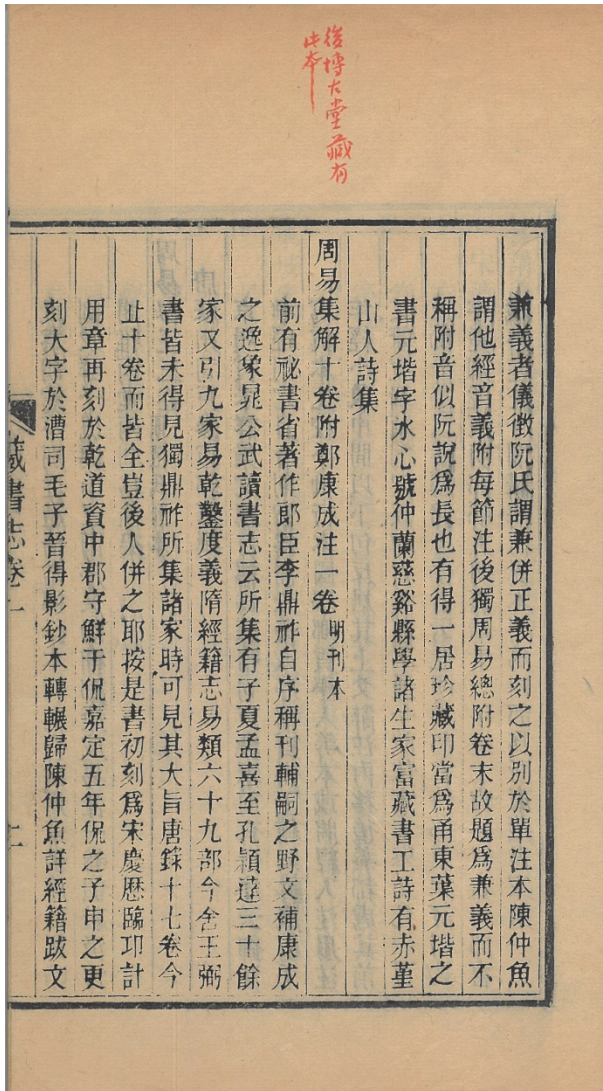 後博古堂藏有
此本
兼義者儀徵阮氏謂兼併正義而刻之以別於單注本陳仲魚
謂他經音義附每節注後獨周易總附卷末故題爲兼義而不
稱附音似阮說爲長也有得一居珍藏印當爲甬東葉元堦之
書元堦字水心號仲蘭慈谿縣學諸生家富藏書工詩有赤堇
山人詩集
周易集解十卷附鄭康成注一卷 明刊本
前有祕書省著作郎臣李鼎祚自序稱刊輔嗣之野文補康成
之逸象晁公武讀書志云所集有子夏孟喜至孔穎達三十餘
家又引九家易乾鑿度義隋經籍志易類六十九部今舍王弼
書皆未得見獨鼎祚所集諸家時可見其大旨唐錄十七卷今
止十卷而皆全豈後人併之耶按是書初刻爲宋慶歷臨邛計
用章再刻於乾道資中郡守鮮于侃嘉定五年侃之子申之更
刻大字於漕司毛子晉得影鈔本轉輾歸陳仲魚詳經籍跋文
藏書志卷一
二